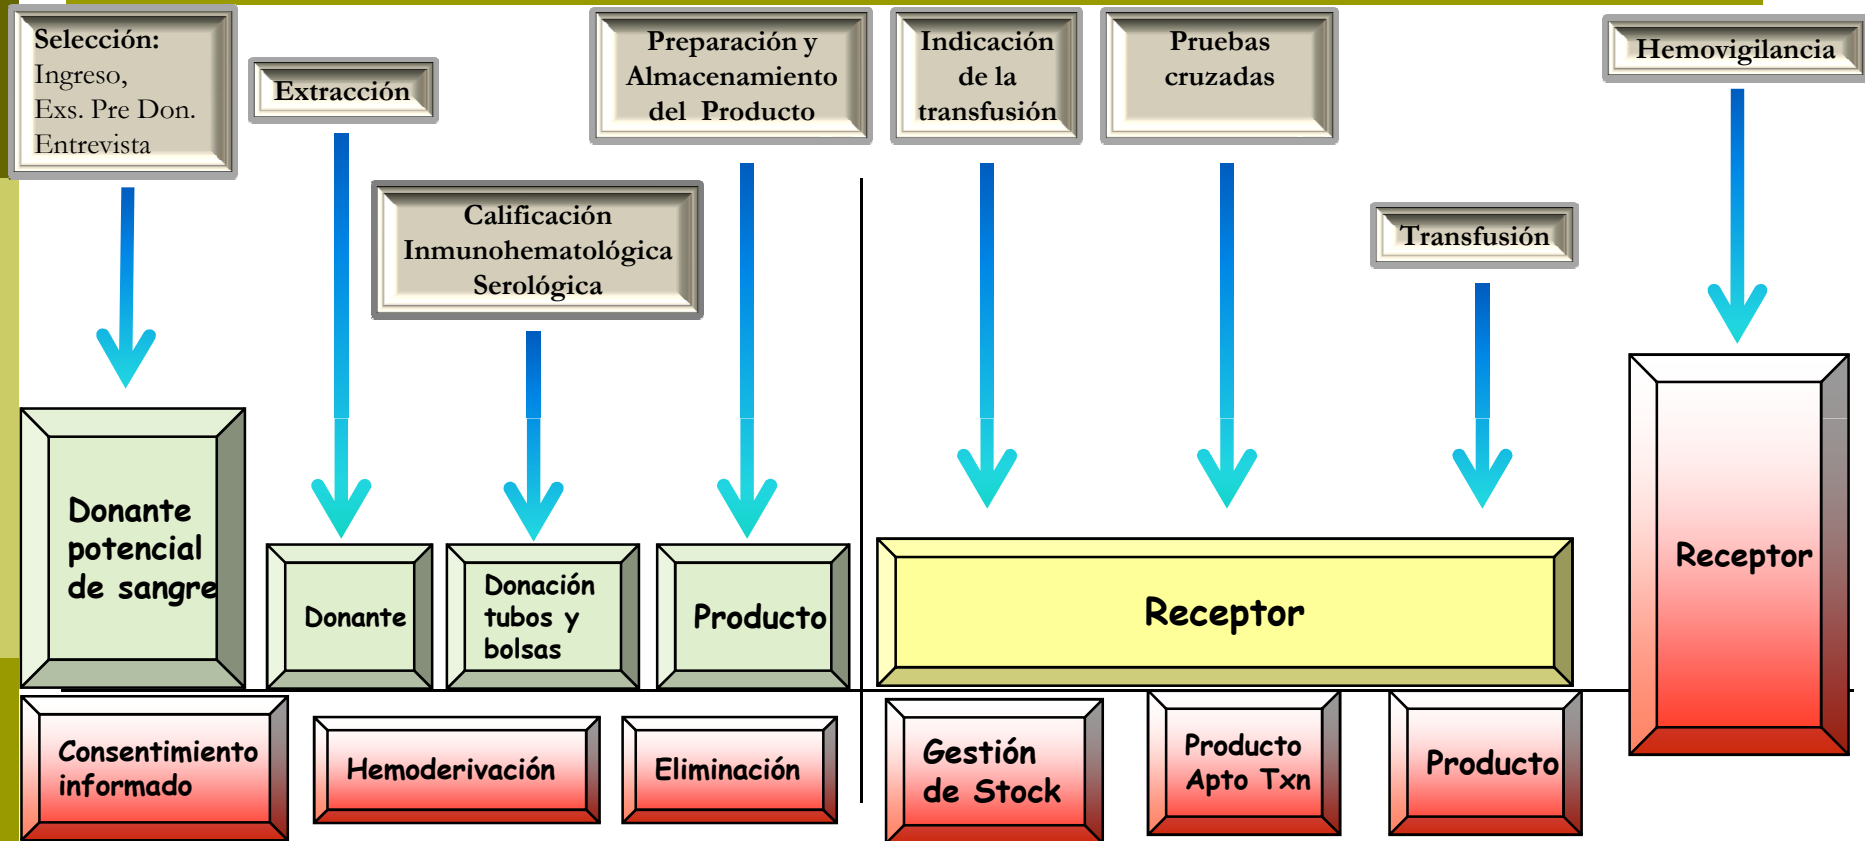 Selección:
Ingreso,
Exs. Pre Don.
Entrevista
Extracción
Calificación
Inmunohematológica
Serológica
Preparación y
Almacenamiento
del Producto
Indicación
de la
transfusión
Pruebas
cruzadas
Transfusión
Hemovigilancia
Donante
potencial
de sangre
Donante
Donación
tubos y
bolsas
Producto
Receptor
Receptor
Consentimiento
informado
Hemoderivación
Eliminación
Gestión
de Stock
Producto
Apto Txn
Producto